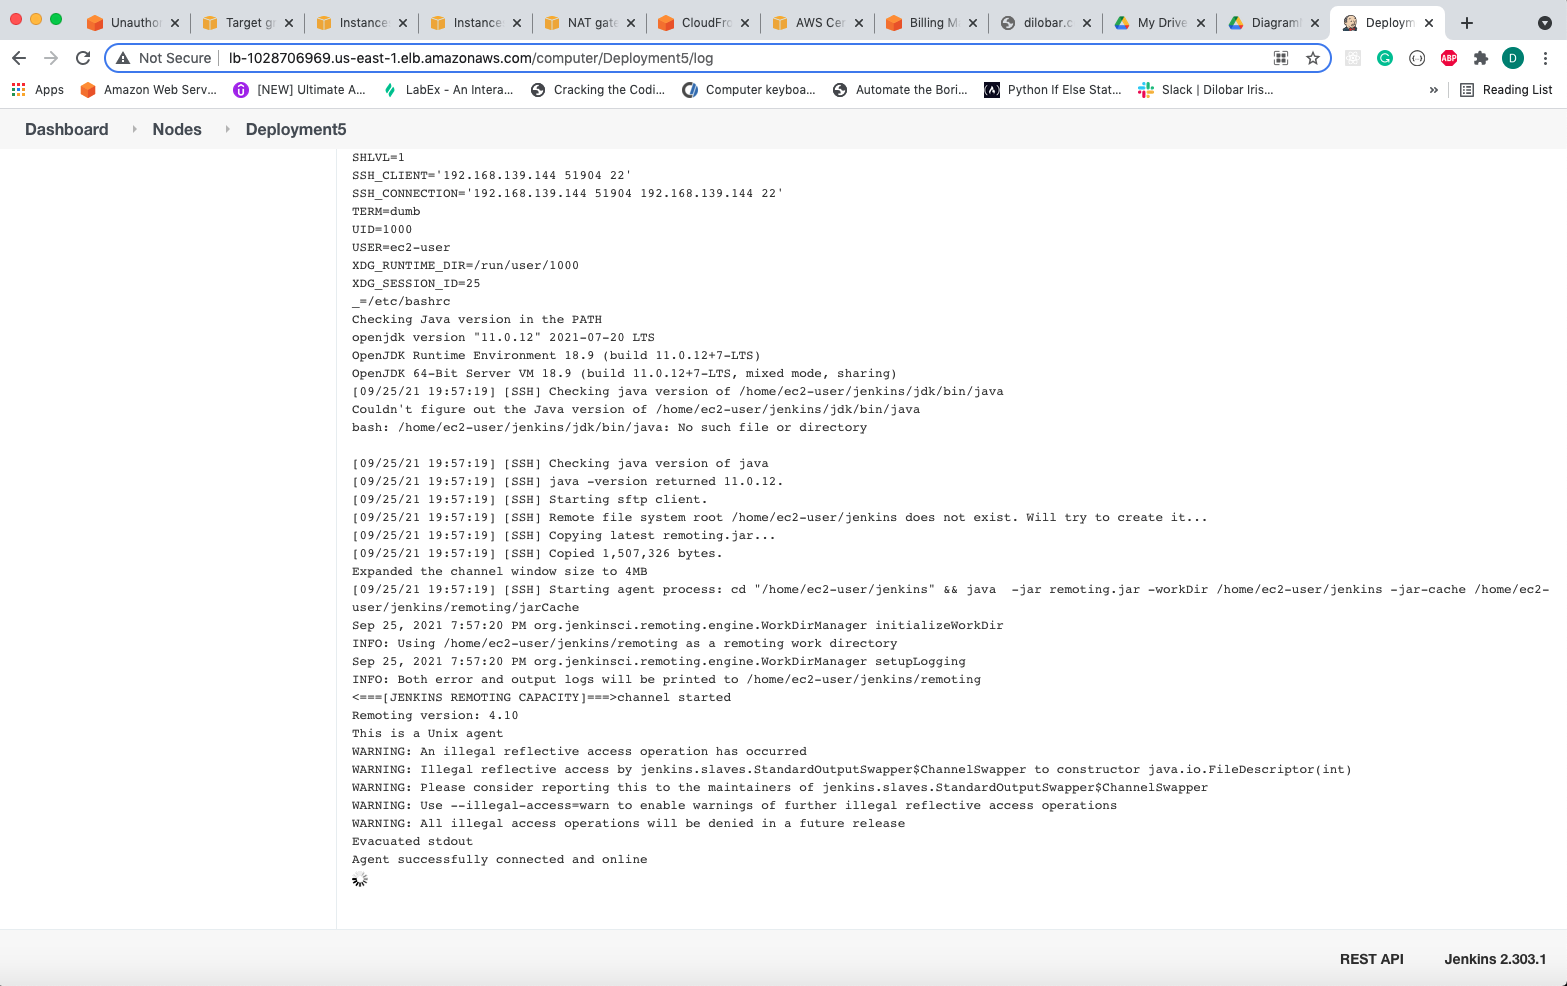 Unauthor
Target gr
Instances
Instances
NAT gate
CloudFro
AWS Cer
Billing Ma
dilobar.c
My Drive
Diagram
Deploym
Not Secure
lb-1028706969.us-east-1.elb.amazonaws.com/computer/Deployment5/log
ABP
D
Apps
Amazon Web Serv...
[NEW] Ultimate A...
LabEx - An Intera...
Cracking the Codi...
Computer keyboa...
Automate the Bori...
Python If Else Stat...
Slack | Dilobar Iris...
»
Reading List
Dashboard
Nodes
Deployment5
SHLVL=1
SSH_CLIENT='192.168.139.144 51904 22'
SSH_CONNECTION='192.168.139.144 51904 192.168.139.144 22'
TERM=dumb
UID=1000
USER=ec2-user
XDG_RUNTIME_DIR=/run/user/1000
XDG_SESSION_ID=25
_=/etc/bashrc
Checking Java version in the PATH
openjdk version "11.0.12" 2021-07-20 LTS
OpenJDK Runtime Environment 18.9 (build 11.0.12+7-LTS)
OpenJDK 64-Bit Server VM 18.9 (build 11.0.12+7-LTS, mixed mode, sharing)
[09/25/21 19:57:19] [SSH] Checking java version of /home/ec2-user/jenkins/jdk/bin/java
Couldn't figure out the Java version of /home/ec2-user/jenkins/jdk/bin/java
bash: /home/ec2-user/jenkins/jdk/bin/java: No such file or directory
[09/25/21 19:57:19] [SSH] Checking java version of java
[09/25/21 19:57:19] [SSH] java -version returned 11.0.12.
[09/25/21 19:57:19] [SSH] Starting sftp client.
[09/25/21 19:57:19] [SSH] Remote file system root /home/ec2-user/jenkins does not exist. Will try to create it...
[09/25/21 19:57:19] [SSH] Copying latest remoting.jar...
[09/25/21 19:57:19] [SSH] Copied 1,507,326 bytes.
Expanded the channel window size to 4MB
[09/25/21 19:57:19] [SSH] Starting agent process: cd "/home/ec2-user/jenkins" && java  -jar remoting.jar -workDir /home/ec2-user/jenkins -jar-cache /home/ec2-
user/jenkins/remoting/jarCache
Sep 25, 2021 7:57:20 PM org.jenkinsci.remoting.engine.WorkDirManager initializeWorkDir
INFO: Using /home/ec2-user/jenkins/remoting as a remoting work directory
Sep 25, 2021 7:57:20 PM org.jenkinsci.remoting.engine.WorkDirManager setupLogging
INFO: Both error and output logs will be printed to /home/ec2-user/jenkins/remoting
<===[JENKINS REMOTING CAPACITY]===>channel started
Remoting version: 4.10
This is a Unix agent
WARNING: An illegal reflective access operation has occurred
WARNING: Illegal reflective access by jenkins.slaves.StandardOutputSwapper$ChannelSwapper to constructor java.io.FileDescriptor(int)
WARNING: Please consider reporting this to the maintainers of jenkins.slaves.StandardOutputSwapper$ChannelSwapper
WARNING: Use --illegal-access=warn to enable warnings of further illegal reflective access operations
WARNING: All illegal access operations will be denied in a future release
Evacuated stdout
Agent successfully connected and online
REST API
Jenkins 2.303.1